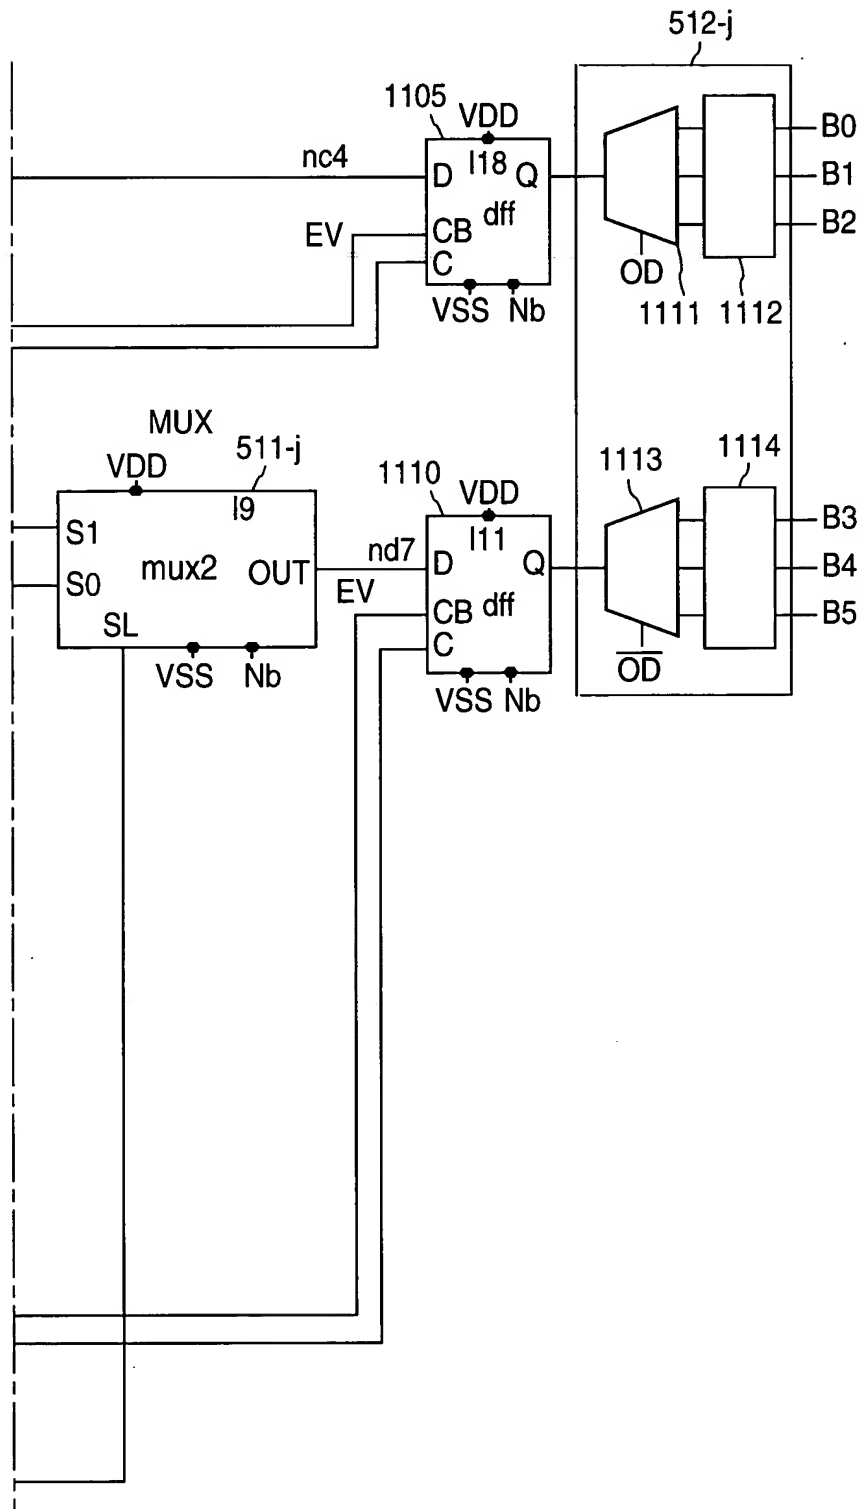 512-j
1105
VDD
nc4
I18
D
Q
dff
EV
CB
C
VSS
Nb
OD
1111
1112
B0
B1
B2
MUX
511-j
VDD
I9
S1
mux2
OUT
S0
SL
VSS
Nb
1110
VDD
nd7
I11
D
Q
EV
CB
dff
C
VSS
Nb
1113
1114
OD
B3
B4
B5